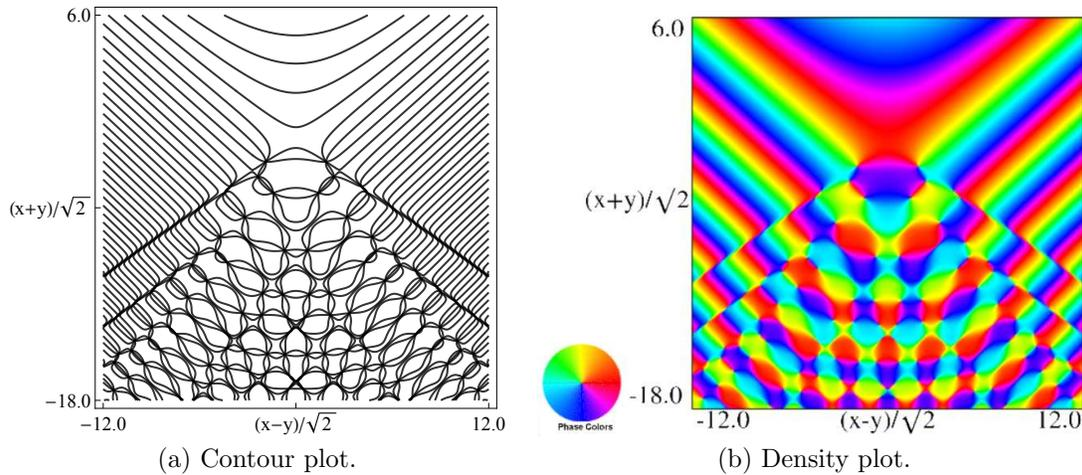 6.0
(x+y)/√2
−18.0
−12.0
(x−y)/√2
12.0
(a) Contour plot.
6.0
(x+y)/√2
Phase Colors
-18.0
-12.0
(x-y)/√2
12.0
(b) Density plot.